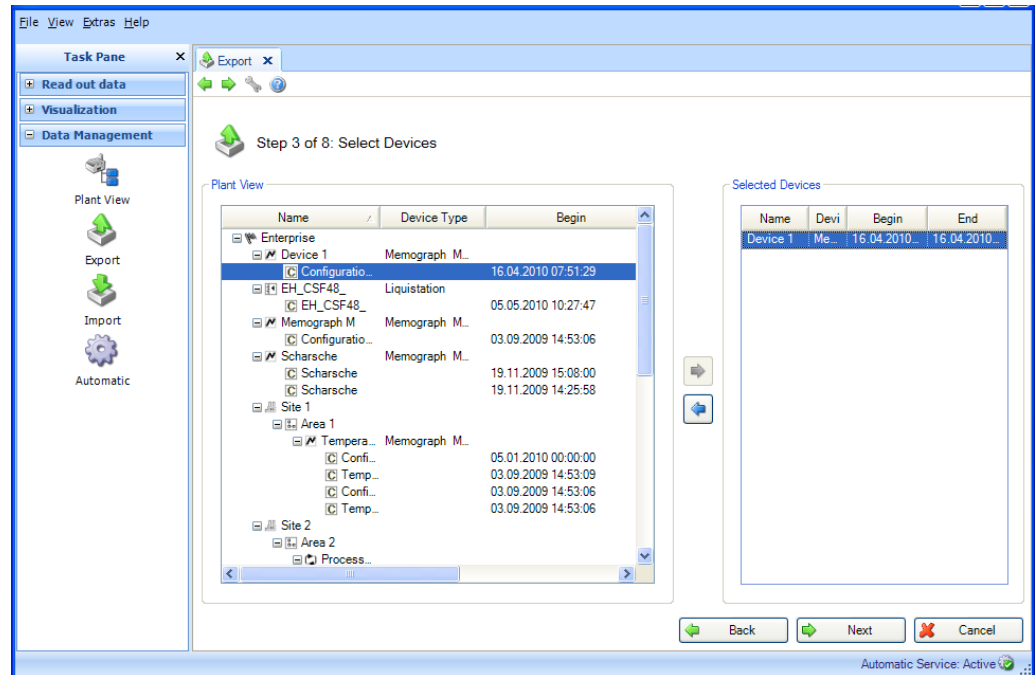 File View Extras Help
Task Pane X
Export X
Read out data
Visualization
Data Management
Plant View
Export
Import
Automatic
Step 3 of 8: Select Devices
Plant View
Name Device Type Begin
Enterprise
Device 1 Memograph M...
C Configuratio... 16.04.2010 07:51:29
EH_CSF48_ Liquistation
C EH_CSF48_ 05.05.2010 10:27:47
Memograph M Memograph M...
C Configuratio... 03.09.2009 14:53:06
Scharsche Memograph M...
C Scharsche 19.11.2009 15:08:00
C Scharsche 19.11.2009 14:25:58
Site 1
Area 1
Tempera... Memograph M...
C Confi... 05.01.2010 00:00:00
C Temp... 03.09.2009 14:53:09
C Confi... 03.09.2009 14:53:06
C Temp... 03.09.2009 14:53:06
Site 2
Area 2
Process...
Selected Devices
Name Devi Begin End
Device 1 Me... 16.04.2010... 16.04.2010...
Back Next Cancel
Automatic Service: Active